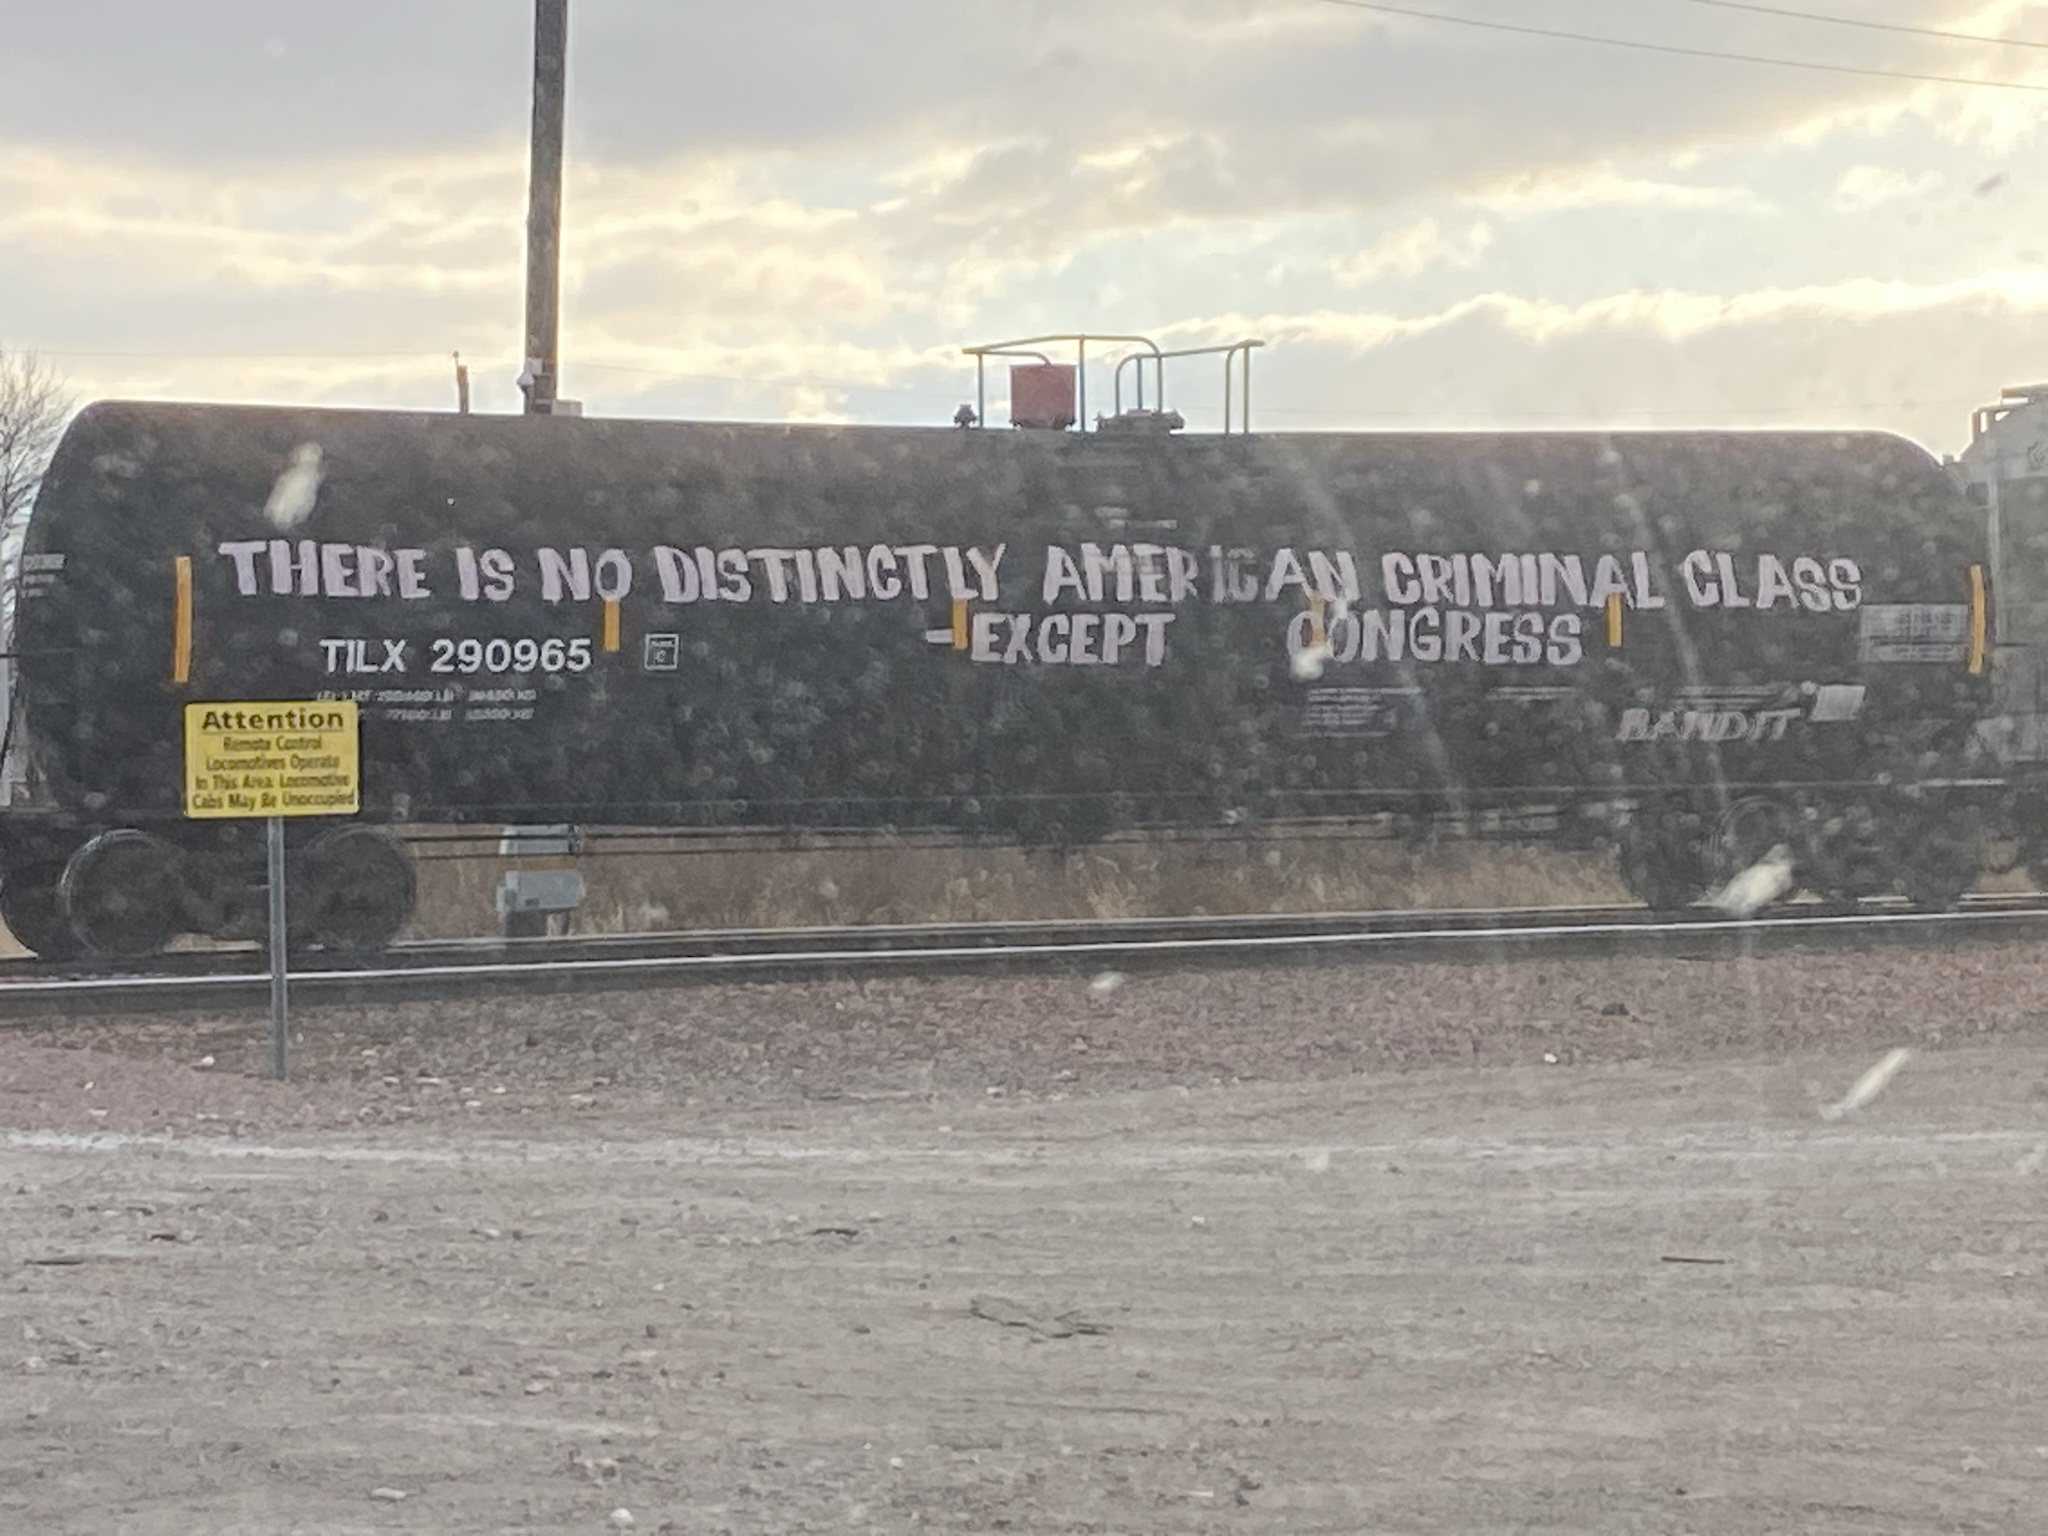 THERE IS NO DISTINCTLY AMERICAN CRIMINAL CLASS
-EXCEPT CONGRESS
TILX 290965
C
BANDIT
Attention
Remote Control
Locomotives Operate
In This Area. Locomotive
Cabs May Be Unoccupied